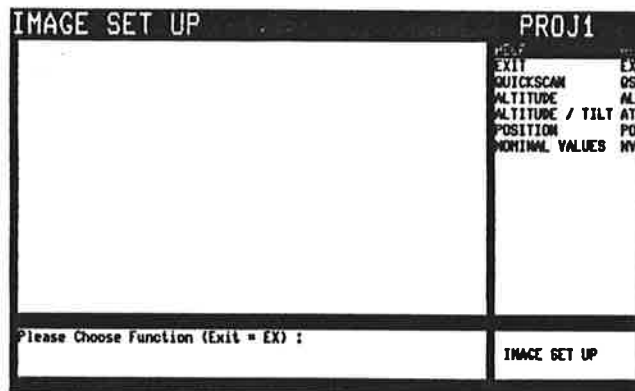 IMAGE SET UP
PROJ1
HELP
EXIT EX
QUICKSCAN QS
ALTITUDE AL
ALTITUDE / TILT AT
POSITION PO
NOMINAL VALUES NV
Please Choose Function (Exit = EX) :
IMAGE SET UP